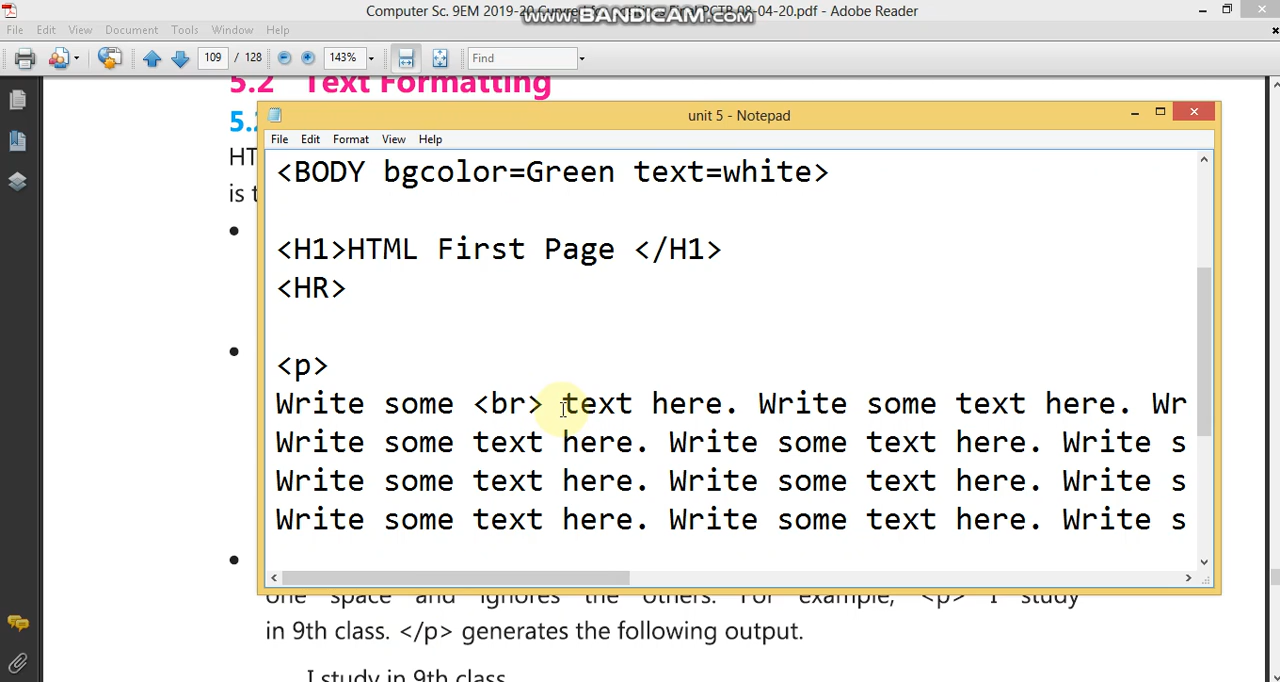 Computer Sc. 9EM 2019-20 PCTB 08-04-20.pdf - Adobe Reader
www.BANDICAM.com
File Edit View Document Tools Window Help
109 / 128 143% Find
5.2 Text Formatting
5.
unit 5 - Notepad
File Edit Format View Help
HT
is t
<BODY bgcolor=Green text=white>
<H1>HTML First Page </H1>
<HR>
<p>
Write some <br> text here. Write some text here. Wr
Write some text here. Write some text here. Write s
Write some text here. Write some text here. Write s
Write some text here. Write some text here. Write s
one space and ignores the others. For example, <p> I study
in 9th class. </p> generates the following output.
I study in 9th class